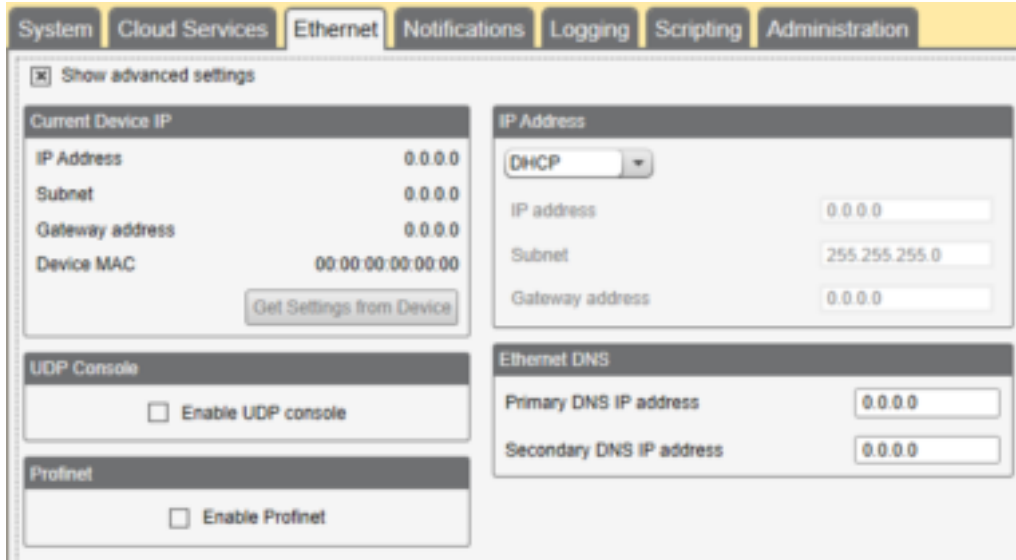 System Cloud Services Ethernet Notifications Logging Scripting Administration
Show advanced settings
Current Device IP
IP Address 0.0.0.0
Subnet 0.0.0.0
Gateway address 0.0.0.0
Device MAC 00:00:00:00:00:00
Get Settings from Device
UDP Console
Enable UDP console
Profinet
Enable Profinet
IP Address
DHCP
IP address 0.0.0.0
Subnet 255.255.255.0
Gateway address 0.0.0.0
Ethernet DNS
Primary DNS IP address 0.0.0.0
Secondary DNS IP address 0.0.0.0